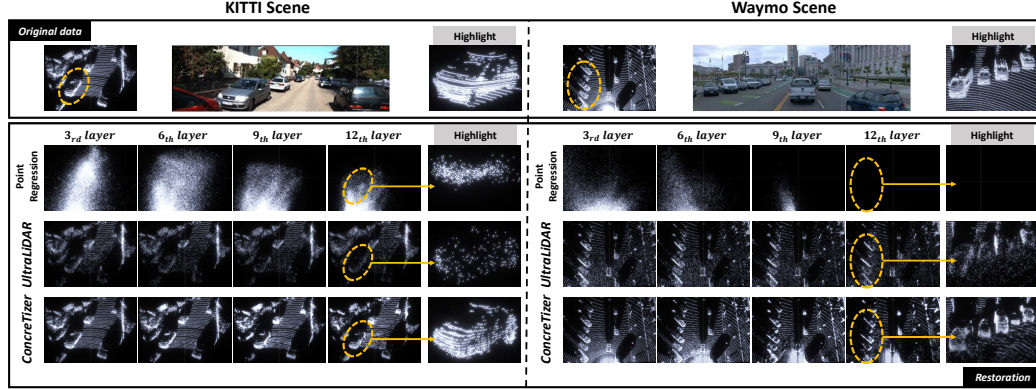 KITTI Scene
Waymo Scene
Original data
Highlight
Highlight
3rd layer
6th layer
9th layer
12th layer
Highlight
3rd layer
6th layer
9th layer
12th layer
Highlight
Point
Regression
Point
Regression
UltraLiDAR
UltraLiDAR
ConcreTizer
ConcreTizer
Restoration